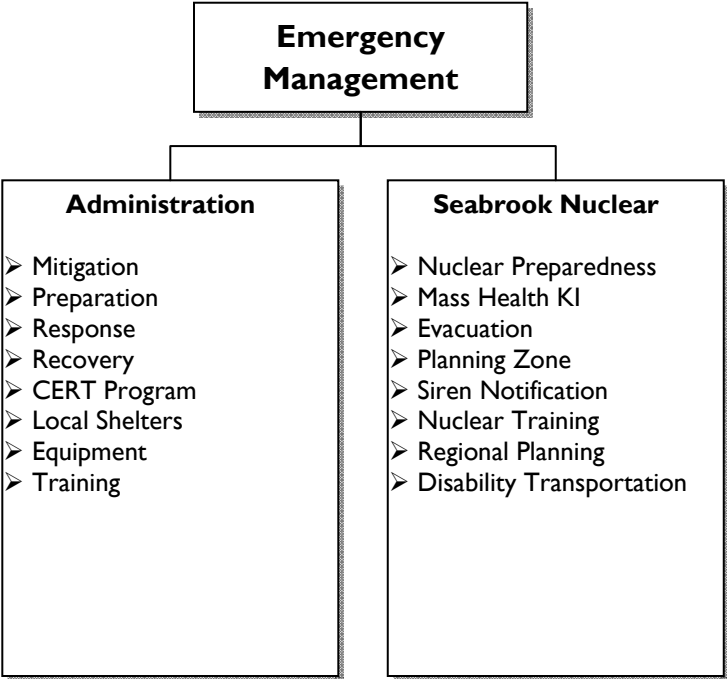 Emergency
Management
Administration
➢ Mitigation
➢ Preparation
➢ Response
➢ Recovery
➢ CERT Program
➢ Local Shelters
➢ Equipment
➢ Training
Seabrook Nuclear
➢ Nuclear Preparedness
➢ Mass Health KI
➢ Evacuation
➢ Planning Zone
➢ Siren Notification
➢ Nuclear Training
➢ Regional Planning
➢ Disability Transportation